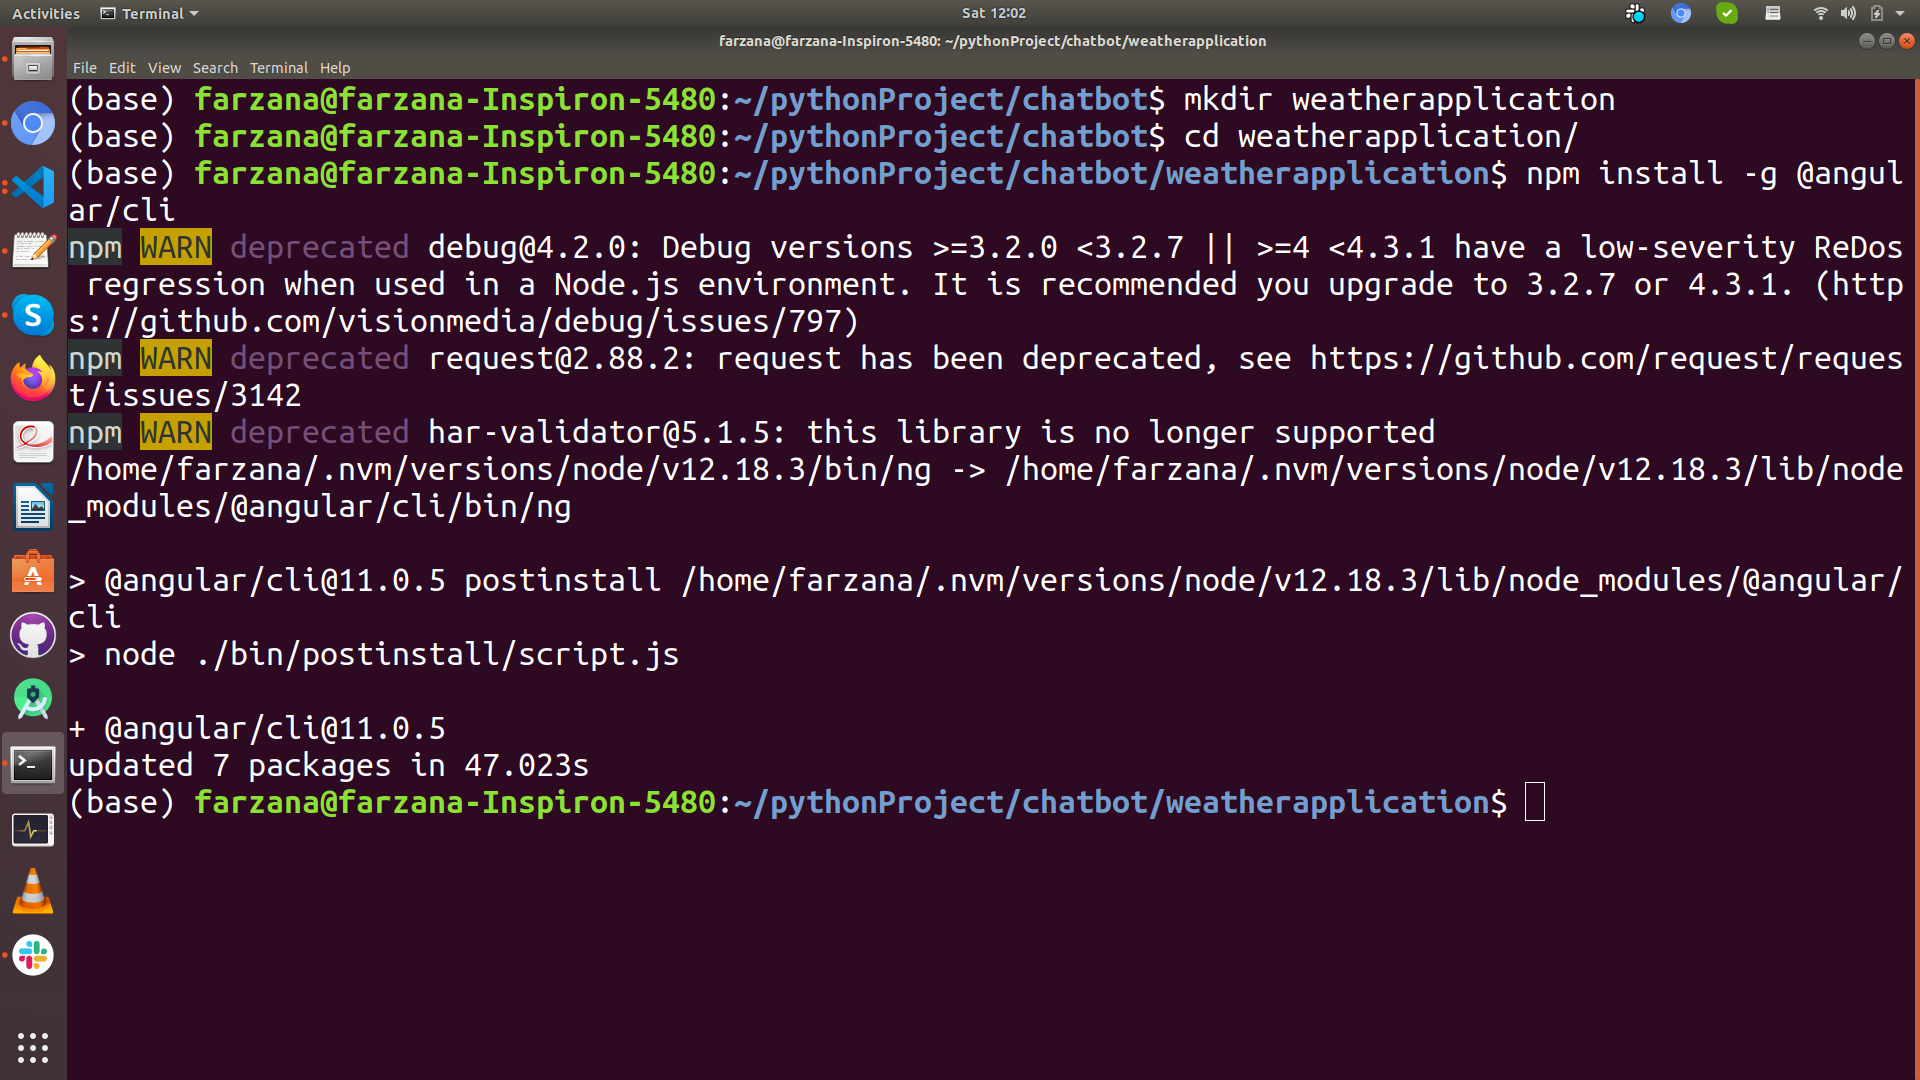 Activities Terminal Sat 12:02
farzana@farzana-Inspiron-5480: ~/pythonProject/chatbot/weatherapplication
File Edit View Search Terminal Help
(base) farzana@farzana-Inspiron-5480:~/pythonProject/chatbot$ mkdir weatherapplication
(base) farzana@farzana-Inspiron-5480:~/pythonProject/chatbot$ cd weatherapplication/
(base) farzana@farzana-Inspiron-5480:~/pythonProject/chatbot/weatherapplication$ npm install -g @angul
ar/cli
npm WARN deprecated debug@4.2.0: Debug versions >=3.2.0 <3.2.7 || >=4 <4.3.1 have a low-severity ReDos
 regression when used in a Node.js environment. It is recommended you upgrade to 3.2.7 or 4.3.1. (http
s://github.com/visionmedia/debug/issues/797)
npm WARN deprecated request@2.88.2: request has been deprecated, see https://github.com/request/reques
t/issues/3142
npm WARN deprecated har-validator@5.1.5: this library is no longer supported
/home/farzana/.nvm/versions/node/v12.18.3/bin/ng -> /home/farzana/.nvm/versions/node/v12.18.3/lib/node
_modules/@angular/cli/bin/ng
> @angular/cli@11.0.5 postinstall /home/farzana/.nvm/versions/node/v12.18.3/lib/node_modules/@angular/
cli
> node ./bin/postinstall/script.js
+ @angular/cli@11.0.5
updated 7 packages in 47.023s
(base) farzana@farzana-Inspiron-5480:~/pythonProject/chatbot/weatherapplication$